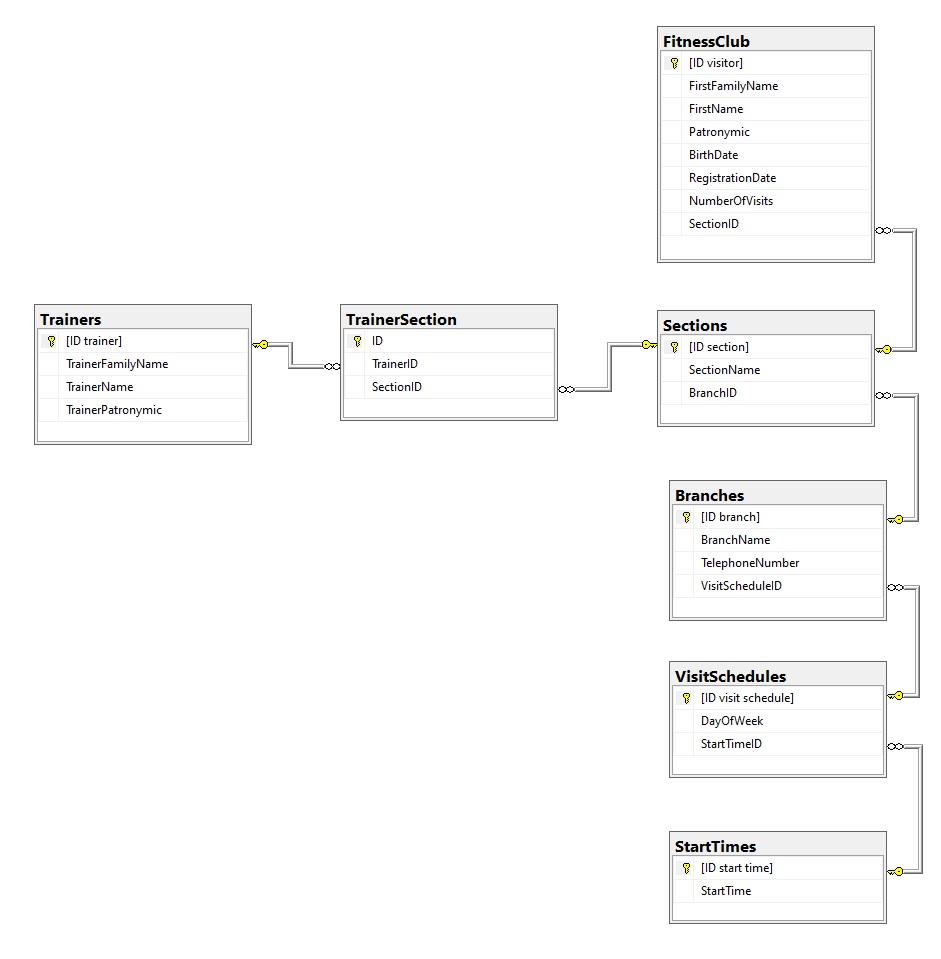 FitnessClub
[ID visitor]
FirstFamilyName
FirstName
Patronymic
BirthDate
RegistrationDate
NumberOfVisits
SectionID
Trainers
[ID trainer]
TrainerFamilyName
TrainerName
TrainerPatronymic
TrainerSection
ID
TrainerID
SectionID
Sections
[ID section]
SectionName
BranchID
Branches
[ID branch]
BranchName
TelephoneNumber
VisitScheduleID
VisitSchedules
[ID visit schedule]
DayOfWeek
StartTimeID
StartTimes
[ID start time]
StartTime